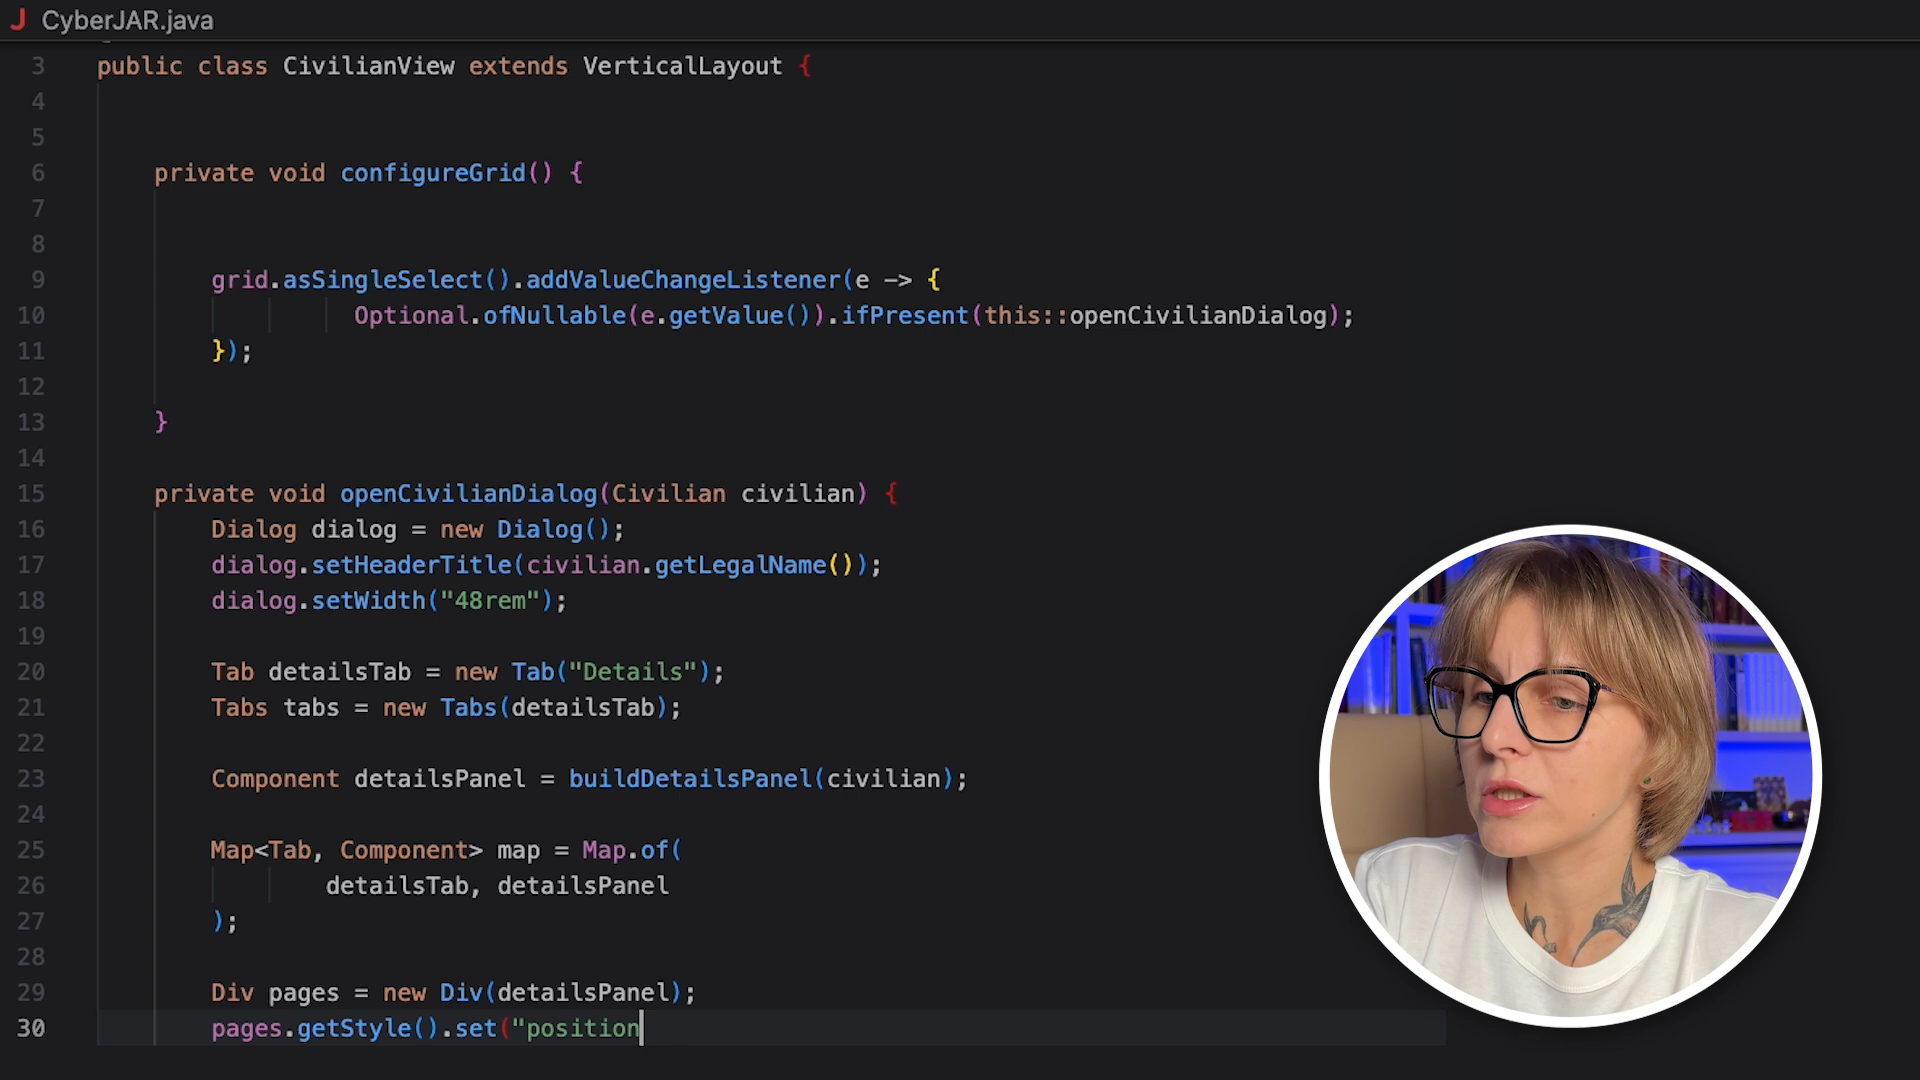 J CyberJAR.java
3 public class CivilianView extends VerticalLayout {
4
5
6 private void configureGrid() {
7
8
9 grid.asSingleSelect().addValueChangeListener(e -> {
10 Optional.ofNullable(e.getValue()).ifPresent(this::openCivilianDialog);
11 });
12
13 }
14
15 private void openCivilianDialog(Civilian civilian) {
16 Dialog dialog = new Dialog();
17 dialog.setHeaderTitle(civilian.getLegalName());
18 dialog.setWidth("48rem");
19
20 Tab detailsTab = new Tab("Details");
21 Tabs tabs = new Tabs(detailsTab);
22
23 Component detailsPanel = buildDetailsPanel(civilian);
24
25 Map<Tab, Component> map = Map.of(
26 detailsTab, detailsPanel
27 );
28
29 Div pages = new Div(detailsPanel);
30 pages.getStyle().set("position